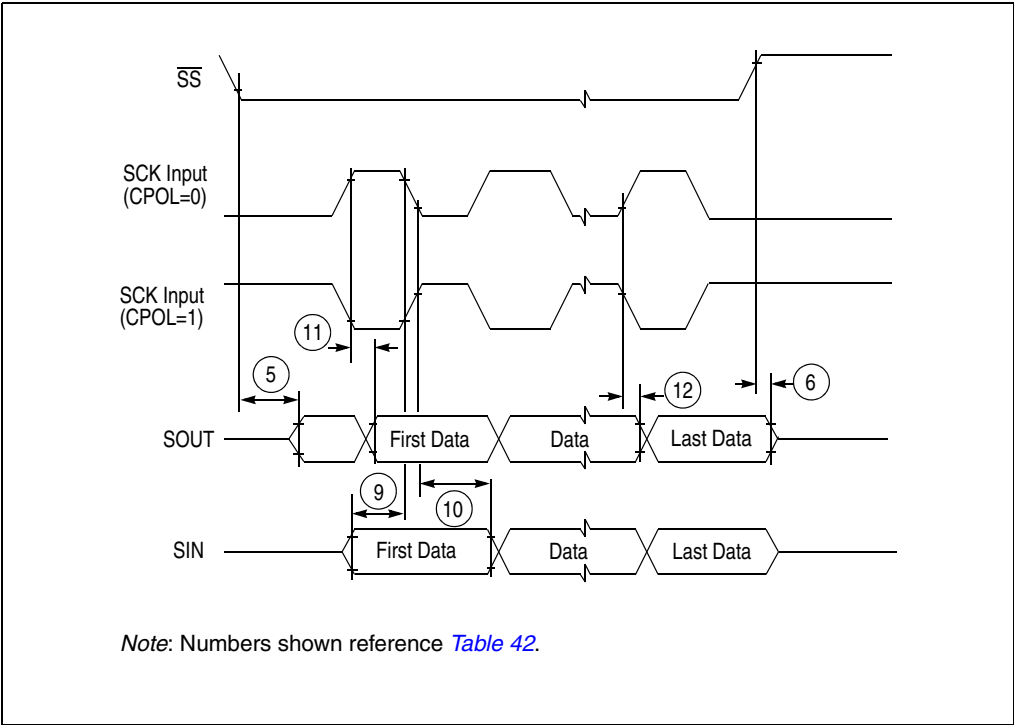 SS
SCK Input
(CPOL=0)
SCK Input
(CPOL=1)
11
5
12
6
SOUT
First Data
Data
Last Data
9
10
SIN
First Data
Data
Last Data
Note: Numbers shown reference Table 42.